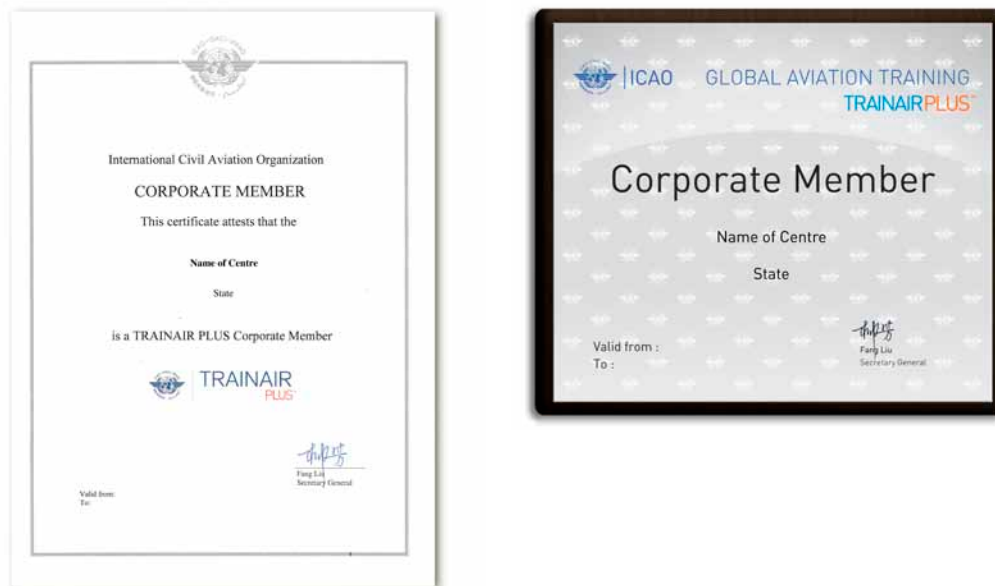 International Civil Aviation Organization
CORPORATE MEMBER
This certificate attests that the
Name of Centre
State
is a TRAINAIR PLUS Corporate Member
TRAINAIR
PLUS
Fang Liu
Secretary General
Valid from:
To:
ICAO GLOBAL AVIATION TRAINING
TRAINAIR PLUS
Corporate Member
Name of Centre
State
Valid from :
To :
Fang Liu
Secretary General